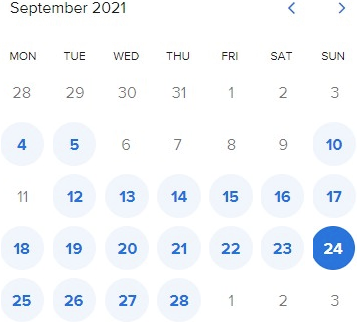 September 2021
MON TUE WED THU FRI SAT SUN
28 29 30 31 1 2 3
4 5 6 7 8 9 10
11 12 13 14 15 16 17
18 19 20 21 22 23 24
25 26 27 28 1 2 3